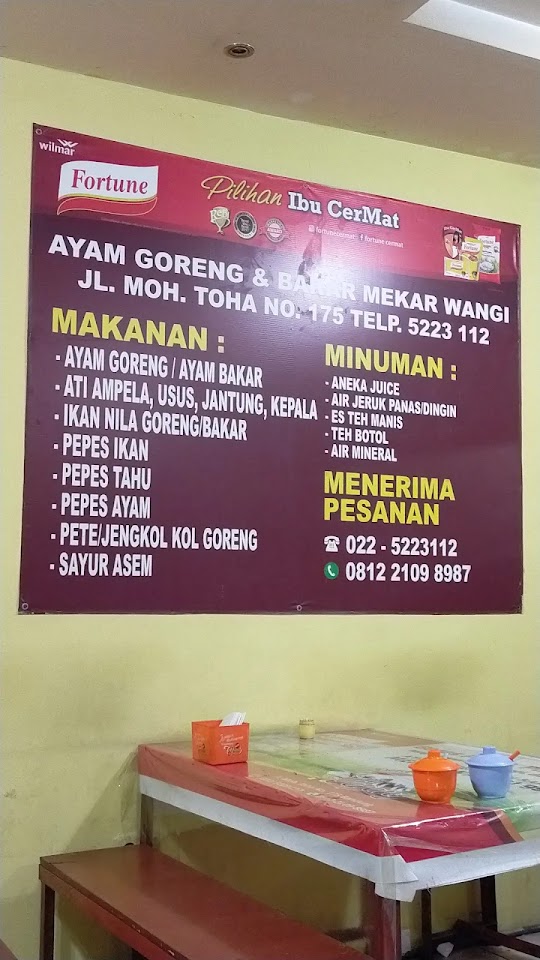 wilmar
Fortune
Pilihan Ibu CerMat
fortune cermat
AYAM GORENG & BAKAR MEKAR WANGI
JL. MOH. TOHA NO. 175 TELP. 5223 112
MAKANAN :
- AYAM GORENG / AYAM BAKAR
- ATI AMPELA, USUS, JANTUNG, KEPALA
- IKAN NILA GORENG/BAKAR
- PEPES IKAN
- PEPES TAHU
- PEPES AYAM
- PETE/JENGKOL KOL GORENG
- SAYUR ASEM
MINUMAN :
- ANEKA JUICE
- AIR JERUK PANAS/DINGIN
- ES TEH MANIS
- TEH BOTOL
- AIR MINERAL
MENERIMA
PESANAN
022 - 5223112
0812 2109 8987